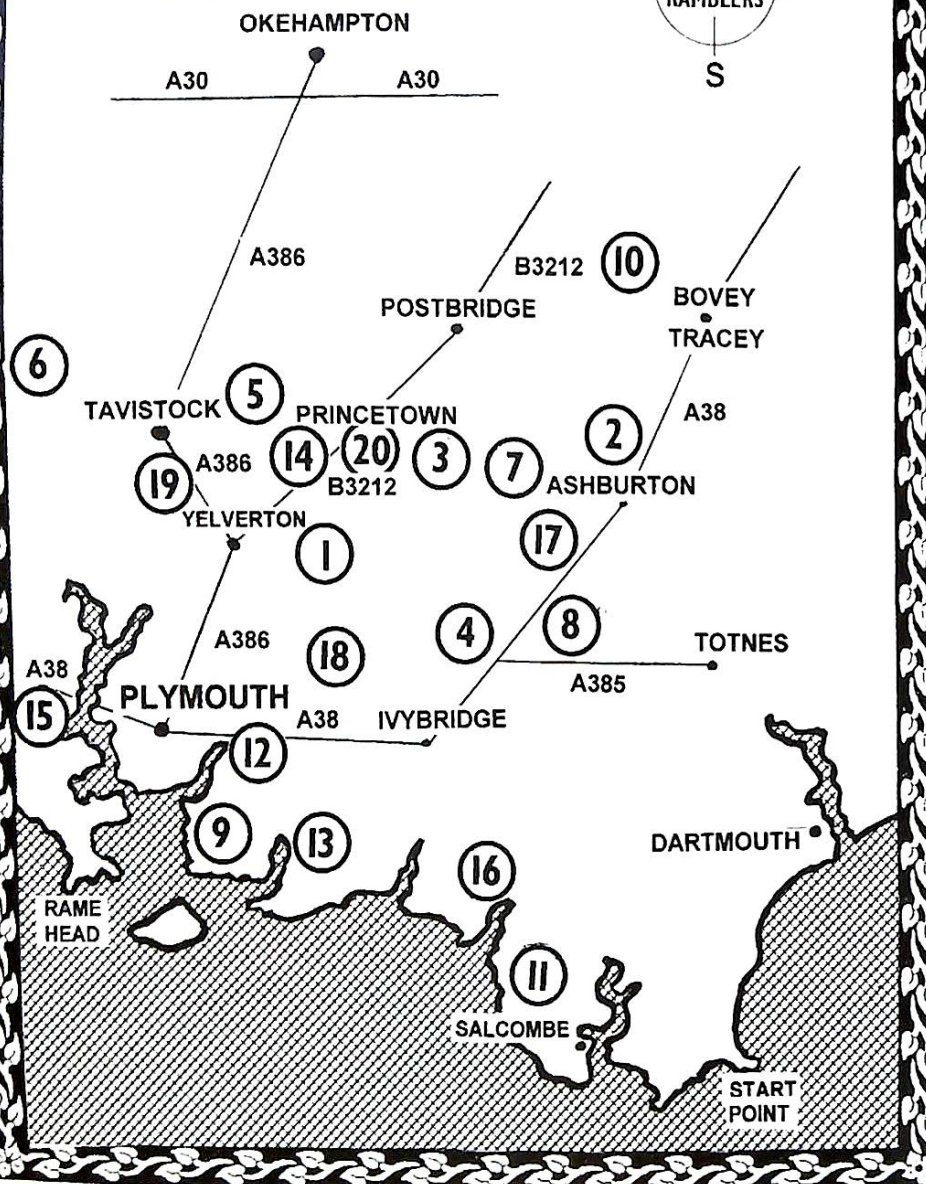 RAMBLERS
S
OKEHAMPTON
A30
A30
A386
B3212
10
POSTBRIDGE
BOVEY
TRACEY
6
5
TAVISTOCK
PRINCETOWN
A38
2
14
20
3
7
19
A386
B3212
ASHBURTON
YELVERTON
1
17
4
8
A386
18
TOTNES
A38
A385
PLYMOUTH
15
A38
IVYBRIDGE
12
9
13
DARTMOUTH
16
RAME
HEAD
11
SALCOMBE
START
POINT